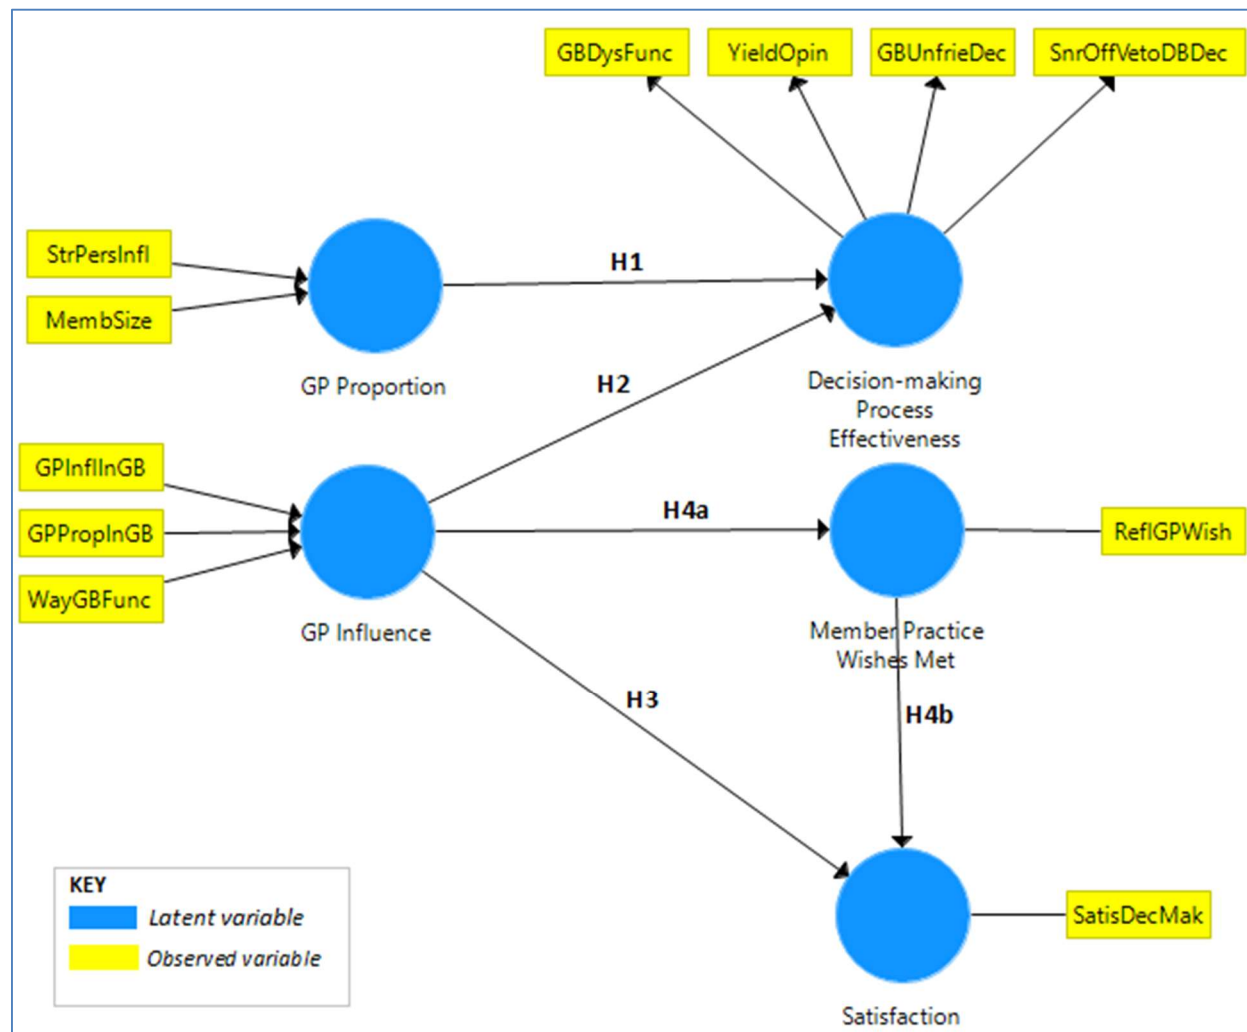 GBDysFunc
YieldOpin
GBUnfrieDec
SnrOffVetoDBDec
StrPersInfl
MembSize
H1
GP Proportion
Decision-making
Process
Effectiveness
H2
GPInflInGB
GPPropInGB
WayGBFunc
GP Influence
H4a
ReflGPWish
Member Practice
Wishes Met
H3
H4b
SatisDecMak
Satisfaction
KEY
Latent variable
Observed variable